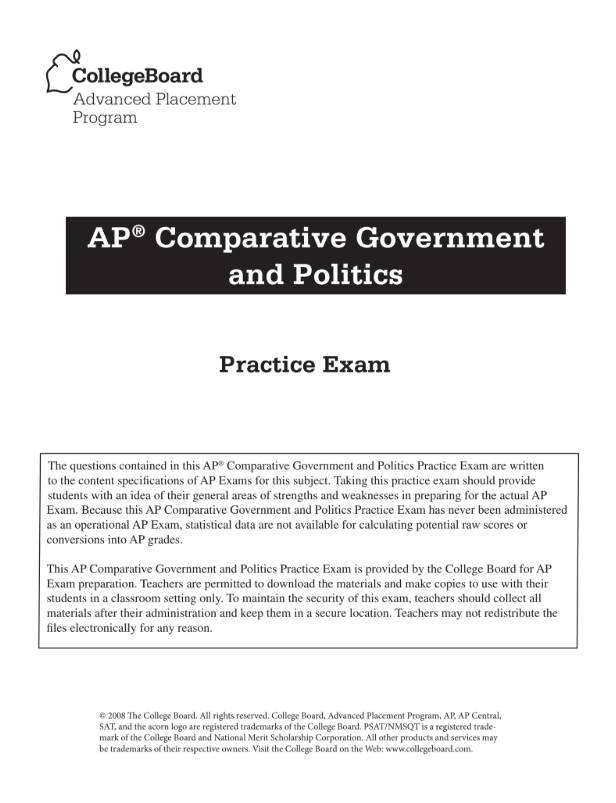 CollegeBoard
Advanced Placement
Program
AP® Comparative Government
and Politics
Practice Exam
The questions contained in this AP® Comparative Government and Politics Practice Exam are written
to the content specifications of AP Exams for this subject. Taking this practice exam should provide
students with an idea of their general areas of strengths and weaknesses in preparing for the actual AP
Exam. Because this AP Comparative Government and Politics Practice Exam has never been administered
as an operational AP Exam, statistical data are not available for calculating potential raw scores or
conversions into AP grades.
This AP Comparative Government and Politics Practice Exam is provided by the College Board for AP
Exam preparation. Teachers are permitted to download the materials and make copies to use with their
students in a classroom setting only. To maintain the security of this exam, teachers should collect all
materials after their administration and keep them in a secure location. Teachers may not redistribute the
files electronically for any reason.
© 2008 The College Board. All rights reserved. College Board, Advanced Placement Program, AP, AP Central,
SAT, and the acorn logo are registered trademarks of the College Board. PSAT/NMSQT is a registered trade-
mark of the College Board and National Merit Scholarship Corporation. All other products and services may
be trademarks of their respective owners. Visit the College Board on the Web: www.collegeboard.com.